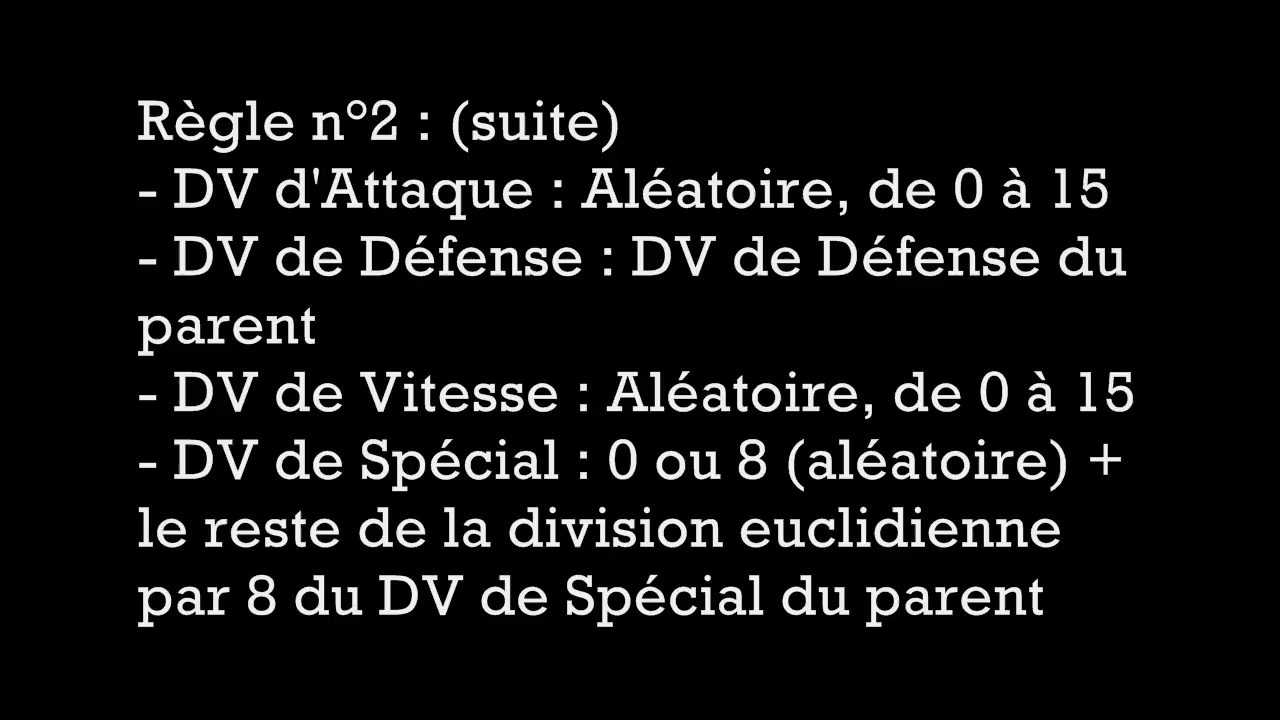 Règle n°2 : (suite)
- DV d'Attaque : Aléatoire, de 0 à 15
- DV de Défense : DV de Défense du
parent
- DV de Vitesse : Aléatoire, de 0 à 15
- DV de Spécial : 0 ou 8 (aléatoire) +
le reste de la division euclidienne
par 8 du DV de Spécial du parent